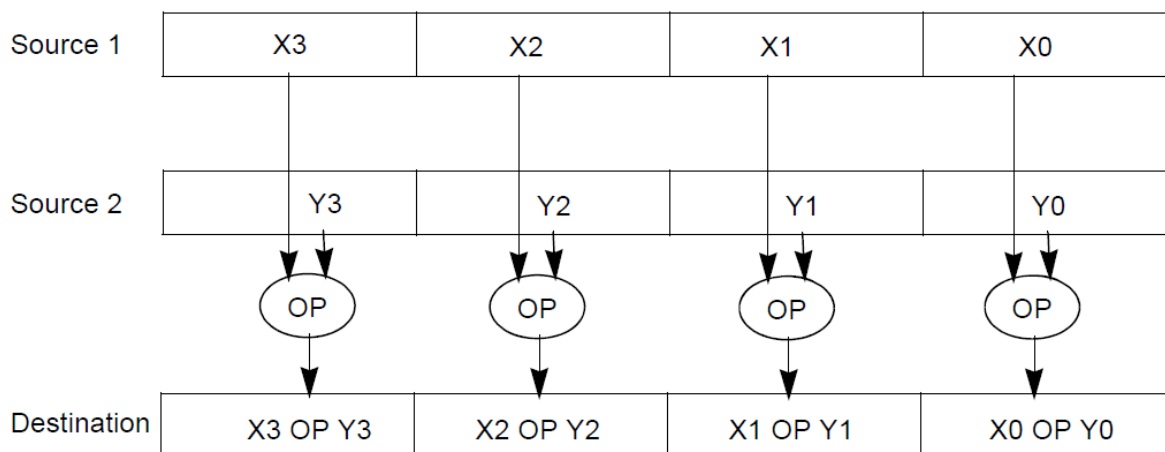 Source 1 X3 X2 X1 X0
Source 2 Y3 Y2 Y1 Y0
OP OP OP OP
Destination X3 OP Y3 X2 OP Y2 X1 OP Y1 X0 OP Y0